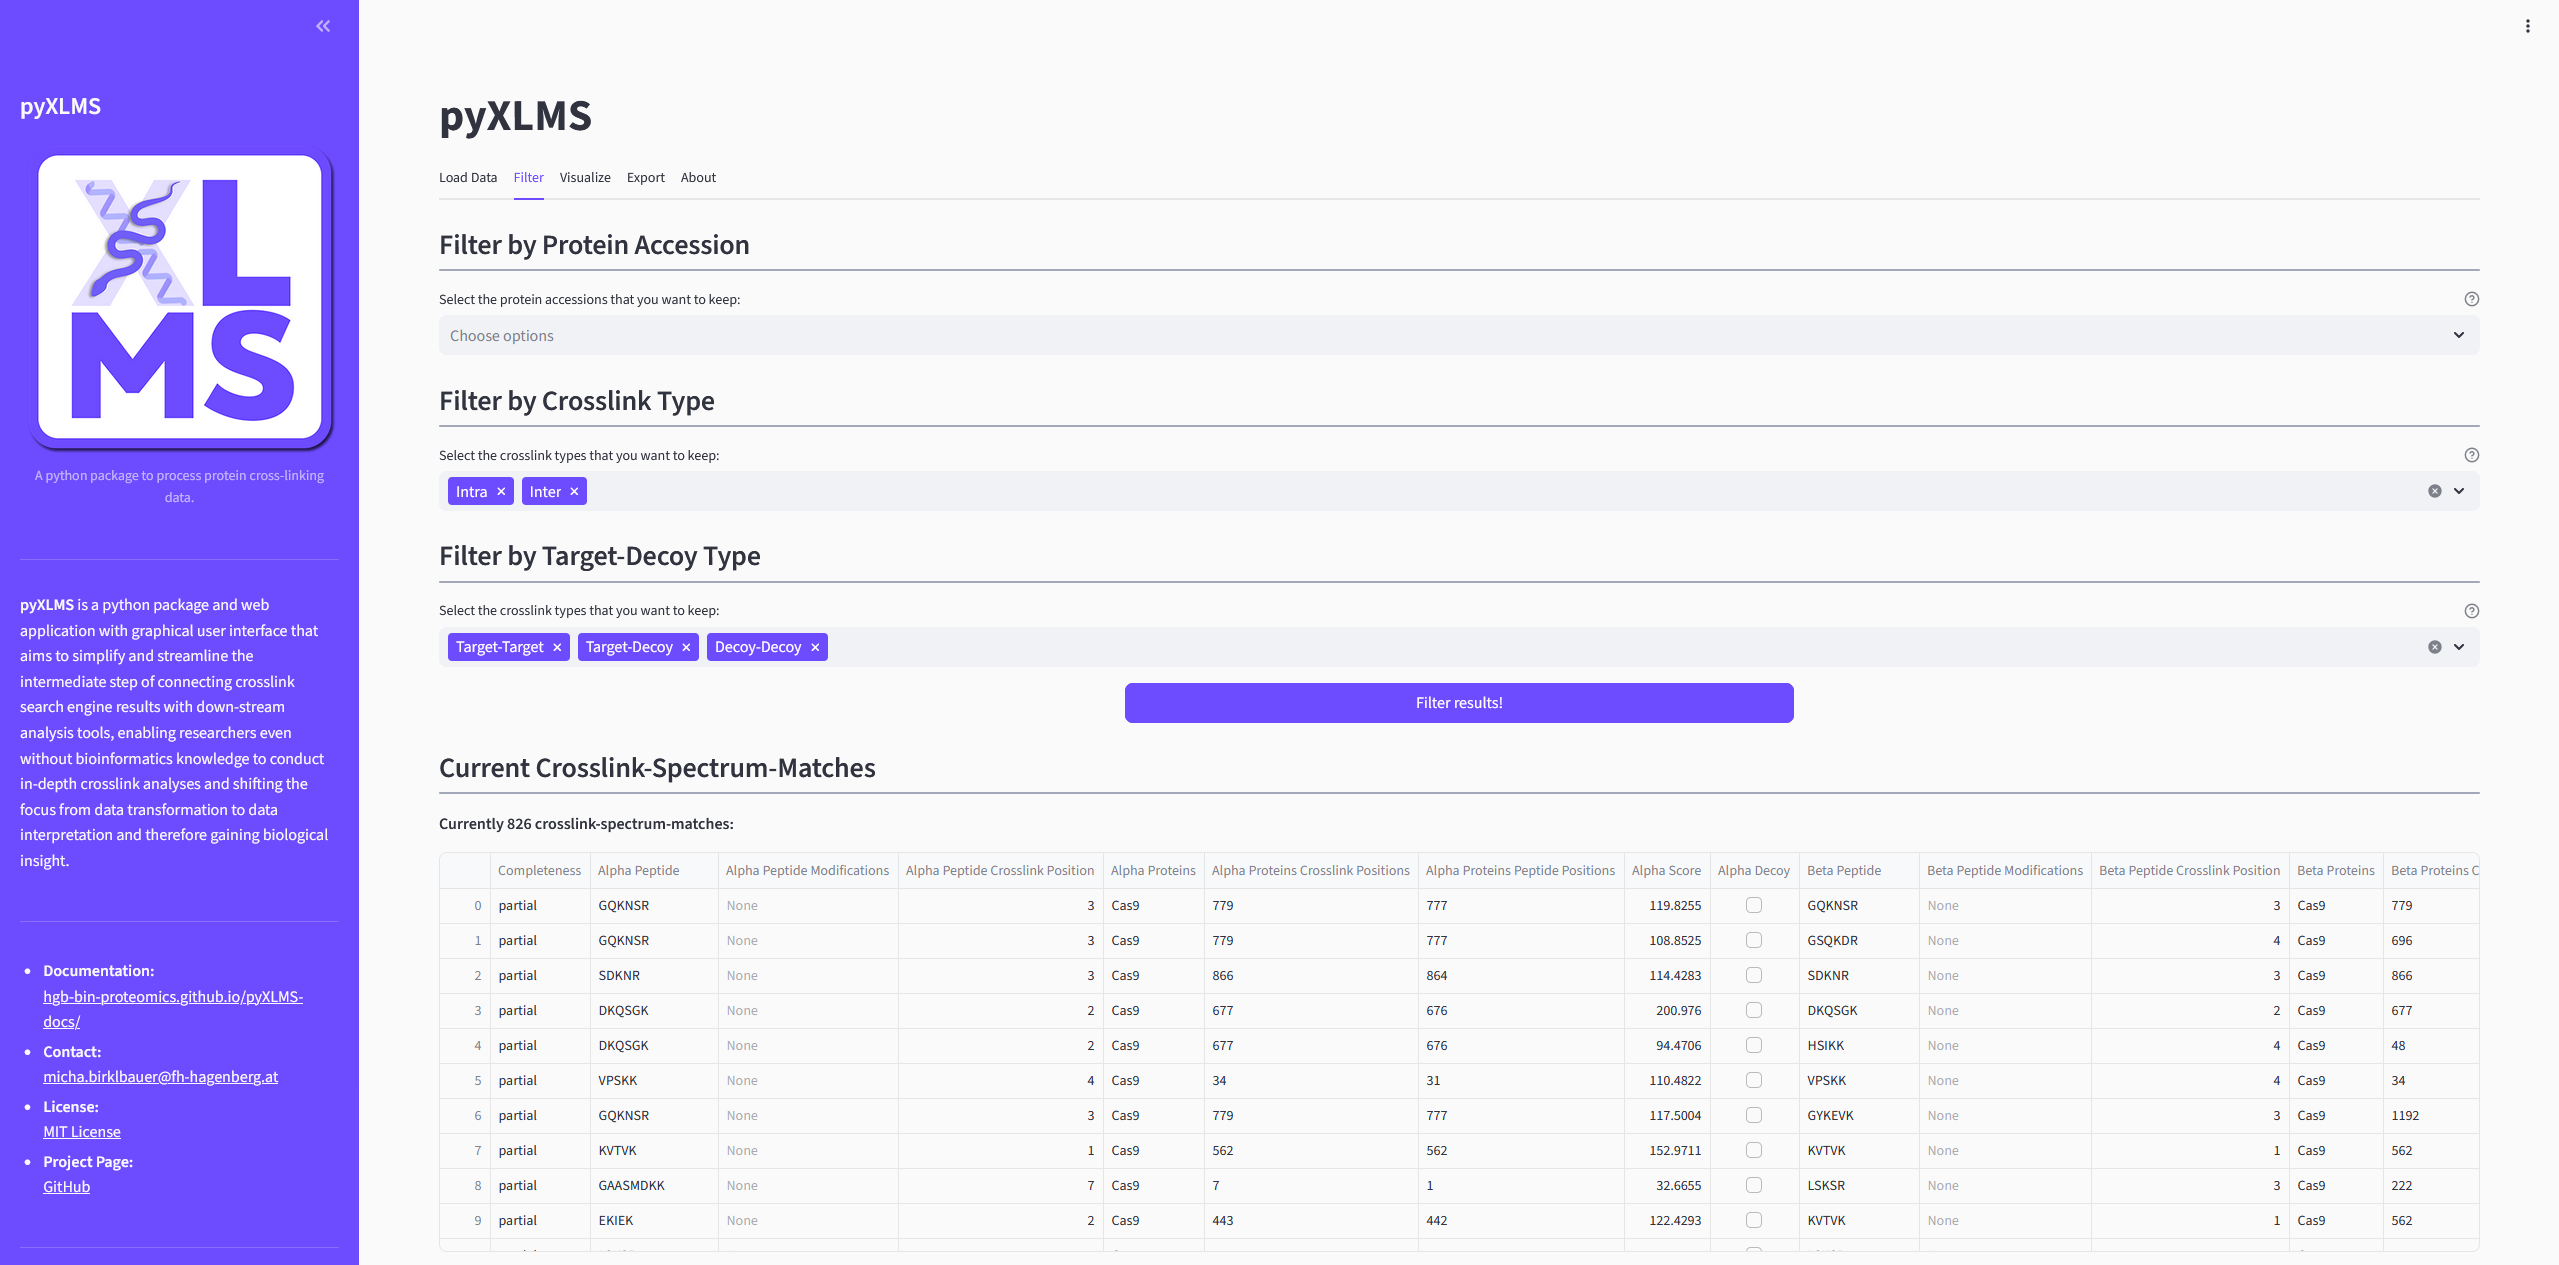 pyXLMS
XL
MS
A python package to process protein cross-linking
data.
pyXLMS is a python package and web
application with graphical user interface that
aims to simplify and streamline the
intermediate step of connecting crosslink
search engine results with down-stream
analysis tools, enabling researchers even
without bioinformatics knowledge to conduct
in-depth crosslink analyses and shifting the
focus from data transformation to data
interpretation and therefore gaining biological
insight.
Documentation:
hgb-bin-proteomics.github.io/pyXLMS-
docs/
Contact:
micha.birklbauer@fh-hagenberg.at
License:
MIT License
Project Page:
GitHub
pyXLMS
Load Data Filter Visualize Export About
Filter by Protein Accession
Select the protein accessions that you want to keep:
Choose options
Filter by Crosslink Type
Select the crosslink types that you want to keep:
Intra Inter
Filter by Target-Decoy Type
Select the crosslink types that you want to keep:
Target-Target Target-Decoy Decoy-Decoy
Filter results!
Current Crosslink-Spectrum-Matches
Currently 826 crosslink-spectrum-matches:
Completeness Alpha Peptide Alpha Peptide Modifications Alpha Peptide Crosslink Position Alpha Proteins Alpha Proteins Crosslink Positions Alpha Proteins Peptide Positions Alpha Score Alpha Decoy Beta Peptide Beta Peptide Modifications Beta Peptide Crosslink Position Beta Proteins Beta Proteins C
0 partial GQKNSR None 3 Cas9 779 777 119.8255 GQKNSR None 3 Cas9 779
1 partial GQKNSR None 3 Cas9 779 777 108.8525 GSQKDR None 4 Cas9 696
2 partial SDKNR None 3 Cas9 866 864 114.4283 SDKNR None 3 Cas9 866
3 partial DKQSGK None 2 Cas9 677 676 200.976 DKQSGK None 2 Cas9 677
4 partial DKQSGK None 2 Cas9 677 676 94.4706 HSIKK None 4 Cas9 48
5 partial VPSKK None 4 Cas9 34 31 110.4822 VPSKK None 4 Cas9 34
6 partial GQKNSR None 3 Cas9 779 777 117.5004 GYKEVK None 3 Cas9 1192
7 partial KVTVK None 1 Cas9 562 562 152.9711 KVTVK None 1 Cas9 562
8 partial GAASMDKK None 7 Cas9 7 1 32.6655 LSKSR None 3 Cas9 222
9 partial EKIEK None 2 Cas9 443 442 122.4293 KVTVK None 1 Cas9 562